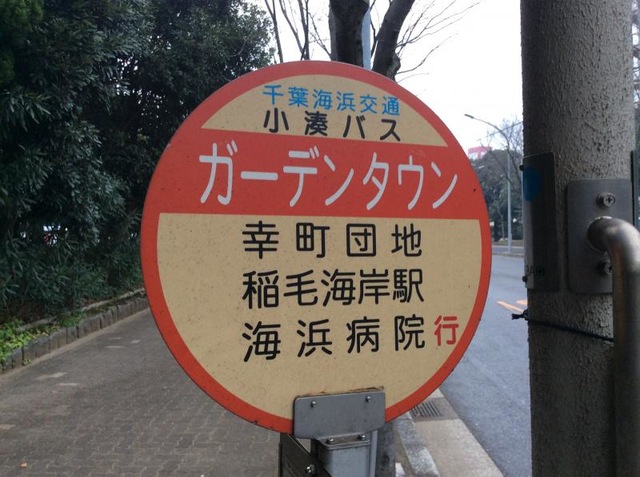 千葉海浜交通
小湊バス
ガーデンタウン
幸町団地
稲毛海岸駅
海浜病院行